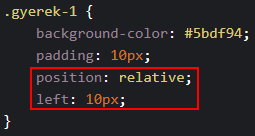 .gyerek-1 {
background-color: #5bdf94;
padding: 10px;
position: relative;
left: 10px;
}